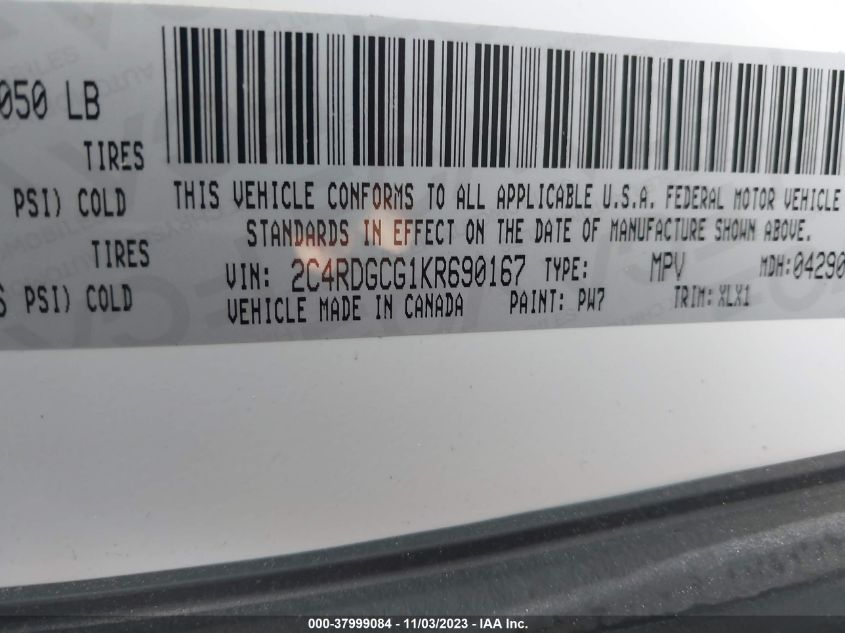 050 LB
TIRES
PSI) COLD
TIRES
PSI) COLD
THIS VEHICLE CONFORMS TO ALL APPLICABLE U.S.A. FEDERAL MOTOR VEHICLE
STANDARDS IN EFFECT ON THE DATE OF MANUFACTURE SHOWN ABOVE.
VIN: 2C4RDGCG1KR690167 TYPE: MPV MDH:04290
VEHICLE MADE IN CANADA PAINT: PW7 TRIM: XLX1
000-37999084 - 11/03/2023 - IAA Inc.